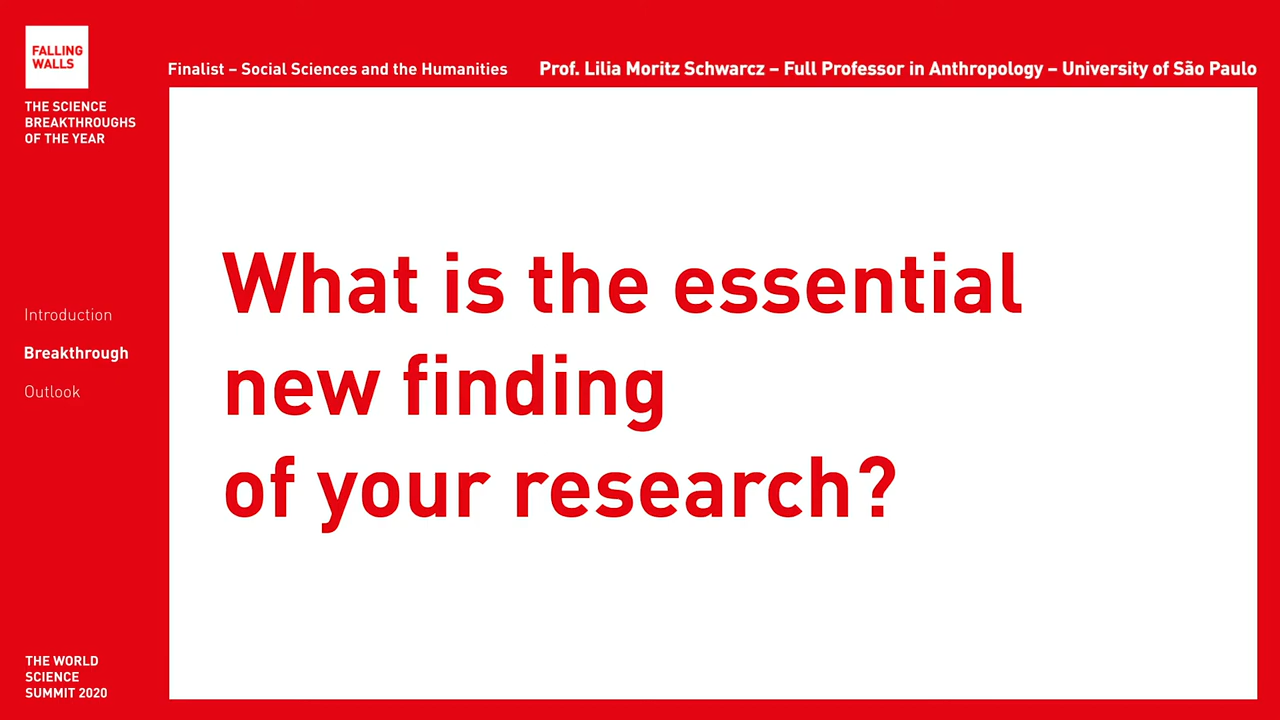 FALLING
WALLS
THE SCIENCE
BREAKTHROUGHS
OF THE YEAR
Finalist – Social Sciences and the Humanities
Prof. Lilia Moritz Schwarcz – Full Professor in Anthropology – University of São Paulo
Introduction
Breakthrough
Outlook
What is the essential
new finding
of your research?
THE WORLD
SCIENCE
SUMMIT 2020